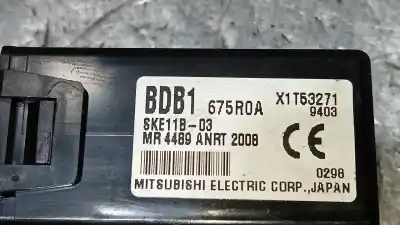 BDB1 675R0A X1T53271
9403
SKE11B-03
MR 4489 ANRT 2008
CE
0298
MITSUBISHI ELECTRIC CORP.,JAPAN